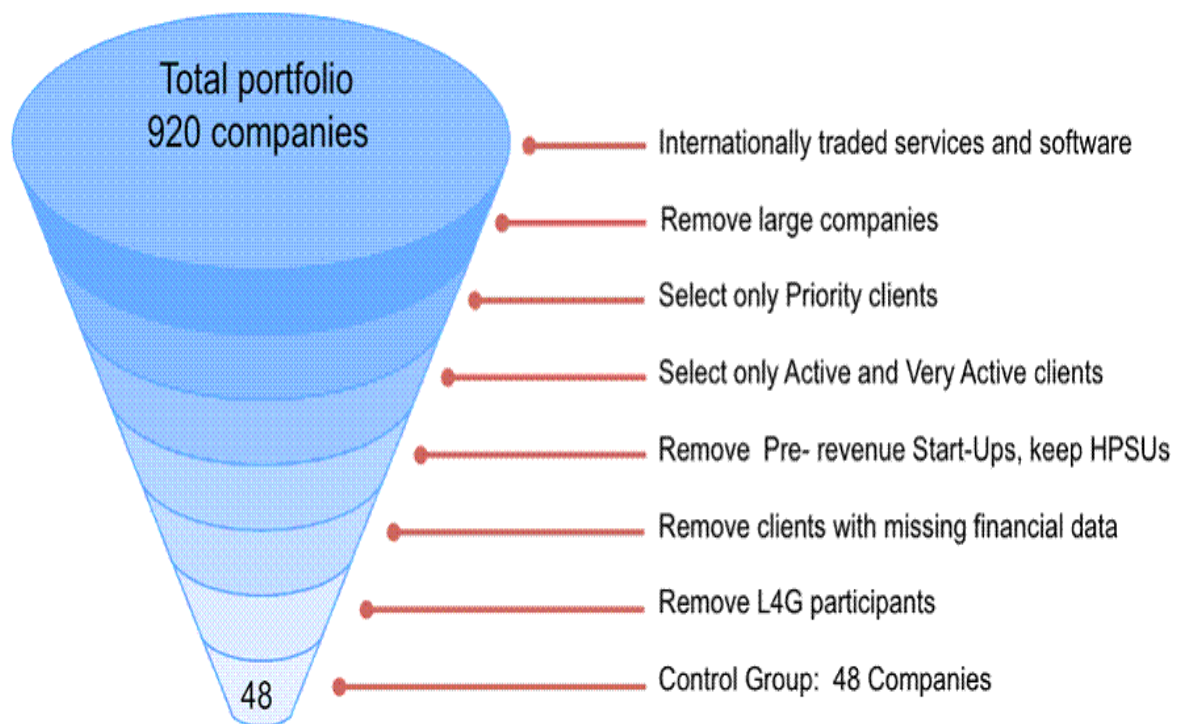 Total portfolio
920 companies
Internationally traded services and software
Remove large companies
Select only Priority clients
Select only Active and Very Active clients
Remove Pre- revenue Start-Ups, keep HPSUs
Remove clients with missing financial data
Remove L4G participants
Control Group: 48 Companies
48